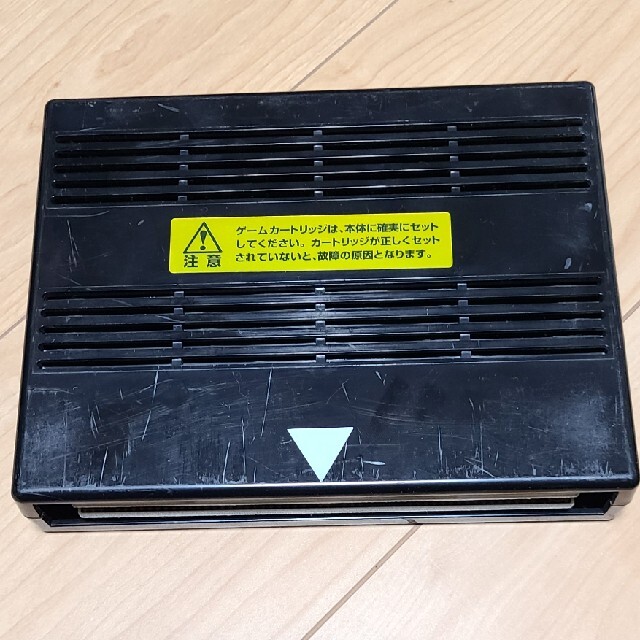 ゲームカートリッジは、本体に確実にセット
してください。カートリッジが正しくセット
されていないと、故障の原因となります。
注意